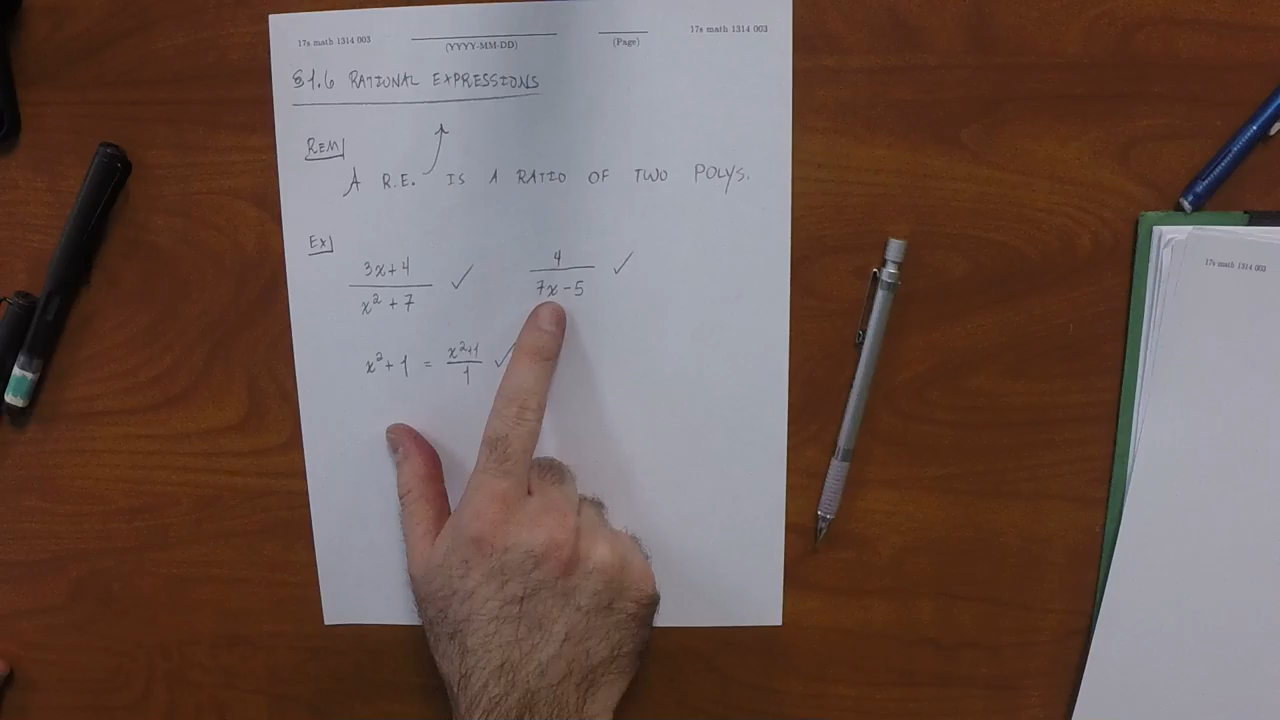 17s math 1314 003 (YYYY-MM-DD) (Page) 17s math 1314 003
§1.6 RATIONAL EXPRESSIONS
REM
A R.E. IS A RATIO OF TWO POLYS.
EX
3x+4 / x²+7 ✓ 4 / 7x-5 ✓
x²+1 = x²+1 / 1 ✓
17s math 1314 003